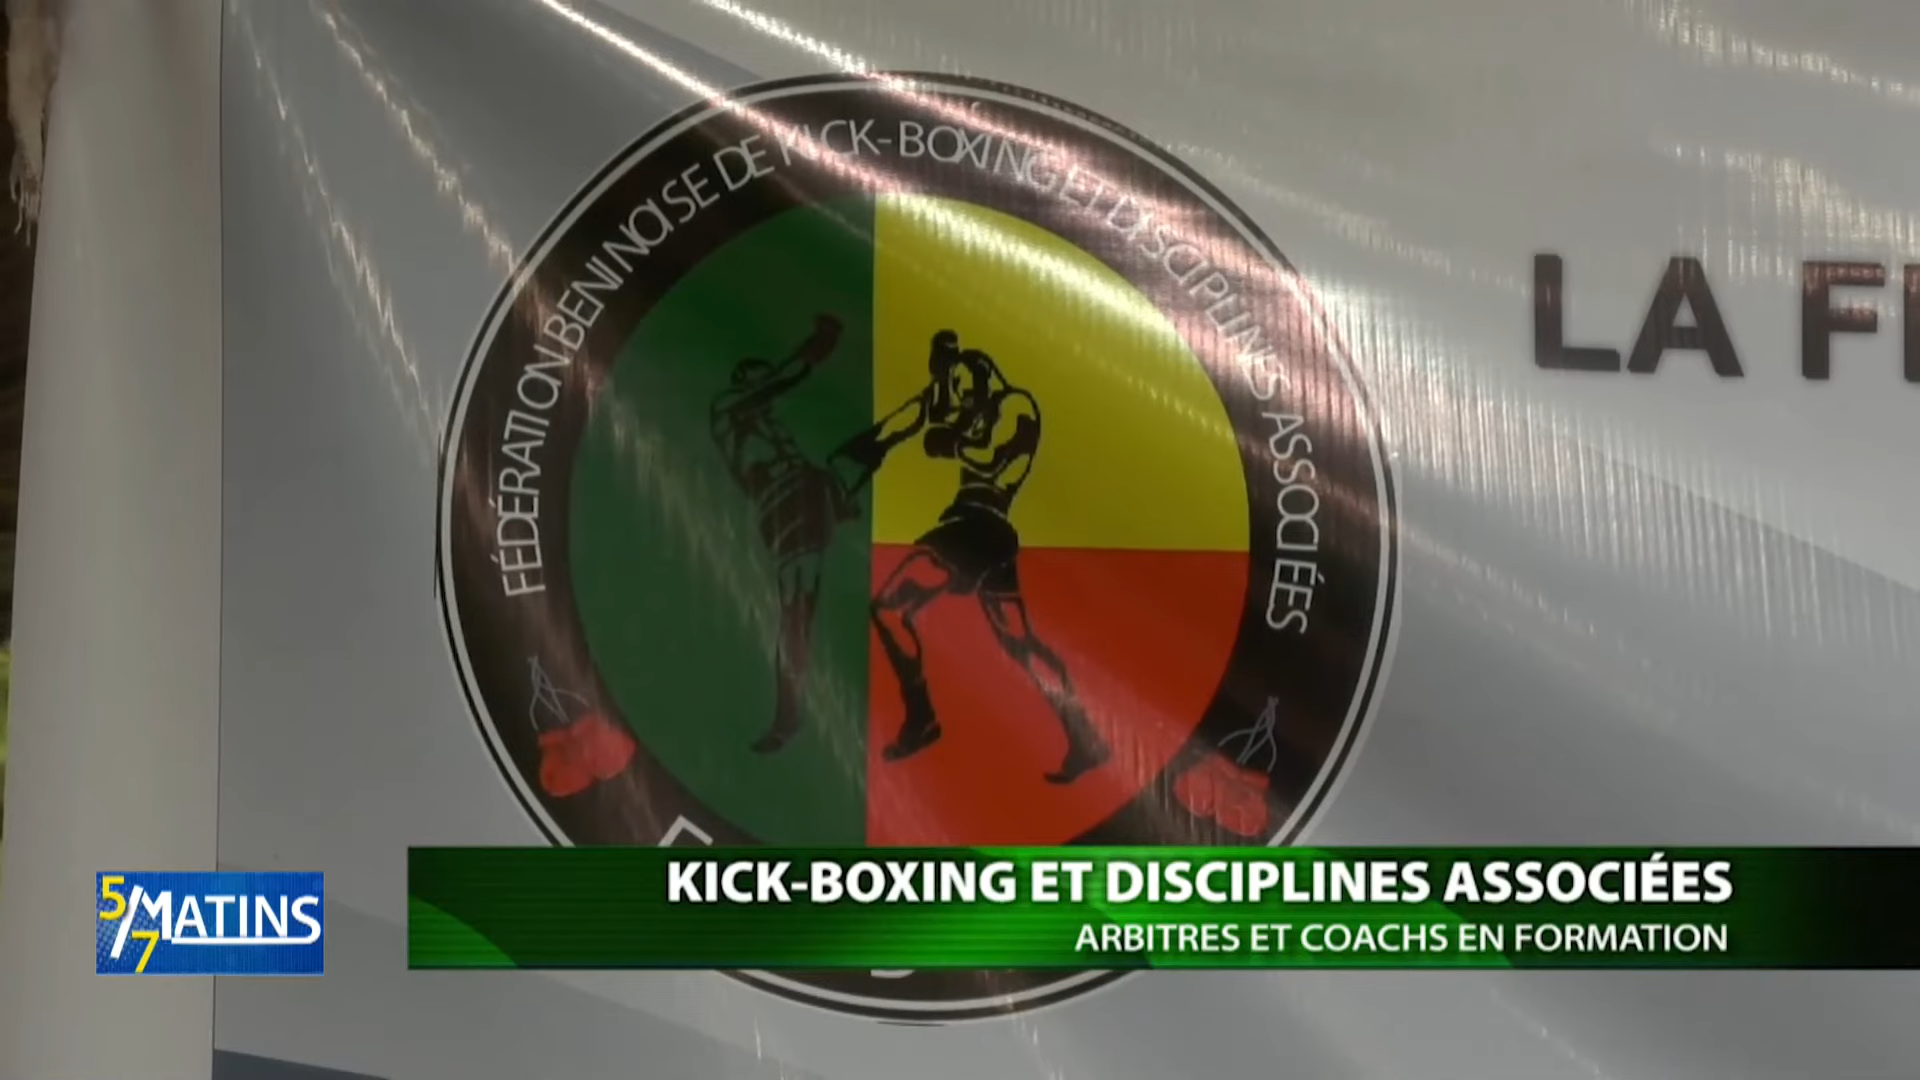 FÉDÉRATION BENINOISE DE KICK-BOXING ET DISCIPLINES ASSOCIÉES
LA
KICK-BOXING ET DISCIPLINES ASSOCIÉES
ARBITRES ET COACHS EN FORMATION
5/7 MATINS